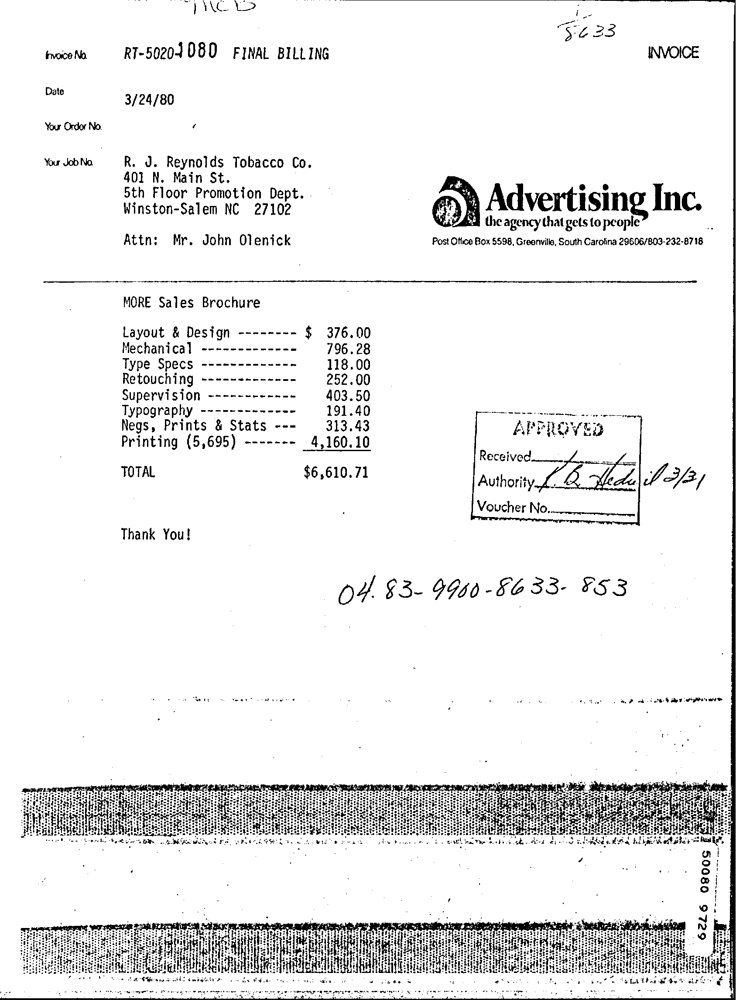 MCB
8633
Invoice No. RT-5020-1080 FINAL BILLING
INVOICE
Date
3/24/80
Your Order No.
Your Job No. R. J. Reynolds Tobacco Co.
401 N. Main St.
5th Floor Promotion Dept.
Winston-Salem NC 27102
Attn: Mr. John Olenick
Advertising Inc.
the agency that gets to people
Post Office Box 5598, Greenville, South Carolina 29606/803-232-8718
MORE Sales Brochure
Layout & Design -------- $ 376.00
Mechanical ------------- 796.28
Type Specs ------------- 118.00
Retouching ------------- 252.00
Supervision ------------ 403.50
Typography ------------- 191.40
Negs, Prints & Stats --- 313.43
Printing (5,695) ------- 4,160.10
TOTAL $6,610.71
APPROVED
Received
Authority 3/31
Voucher No.
Thank You!
04.83-9900-8633-853
50080 9729